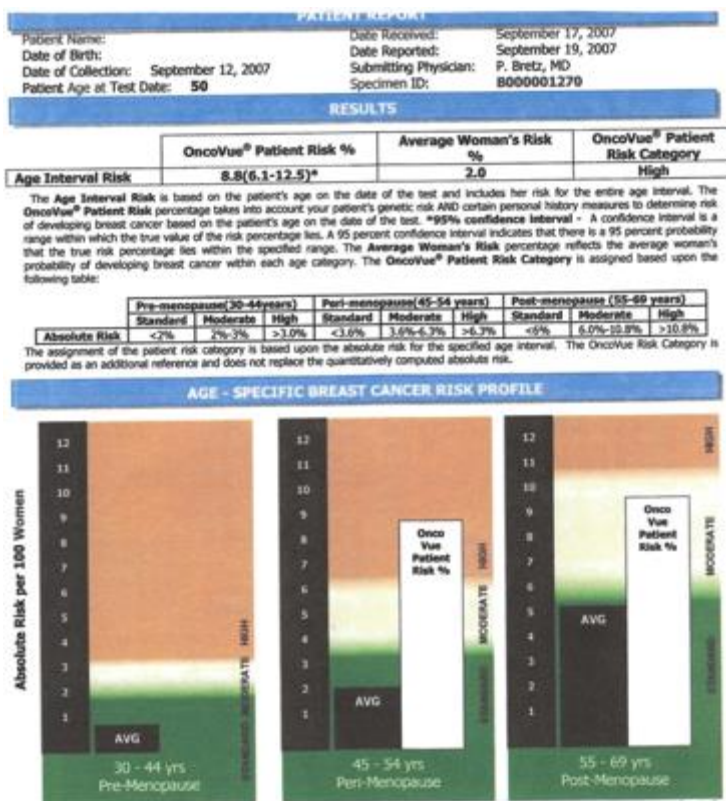 PATIENT REPORT
Patient Name: Date Received: September 17, 2007
Date of Birth: Date Reported: September 19, 2007
Date of Collection: September 12, 2007 Submitting Physician: P. Bretz, MD
Patient Age at Test Date: 50 Specimen ID: B000001270
RESULTS
OncoVue® Patient Risk % Average Woman's Risk % OncoVue® Patient Risk Category
Age Interval Risk 8.8(6.1-12.5)* 2.0 High
The Age Interval Risk is based on the patient's age on the date of the test and includes her risk for the entire age interval. The
OncoVue® Patient Risk percentage takes into account your patient's genetic risk AND certain personal history measures to determine risk
of developing breast cancer based on the patient's age on the date of the test. *95% confidence interval - A confidence interval is a
range within which the true value of the risk percentage lies. A 95 percent confidence interval indicates that there is a 95 percent probability
that the true risk percentage lies within the specified range. The Average Woman's Risk percentage reflects the average woman's
probability of developing breast cancer within each age category. The OncoVue® Patient Risk Category is assigned based upon the
following table:
Pre-menopause(30-44years) Peri-menopause(45-54 years) Post-menopause (55-69 years)
Standard Moderate High Standard Moderate High Standard Moderate High
Absolute Risk <2% 2%-3% >3.0% <3.6% 3.6%-6.3% >6.3% <6% 6.0%-10.8% >10.8%
The assignment of the patient risk category is based upon the absolute risk for the specified age interval. The OncoVue Risk Category is
provided as an additional reference and does not replace the quantitatively computed absolute risk.
AGE - SPECIFIC BREAST CANCER RISK PROFILE
Absolute Risk per 100 Women
12
11
10
9
8
7
6
5
4
3
2
1
AVG
STANDARD MODERATE HIGH
30 - 44 yrs
Pre-Menopause
12
11
10
9
8
7
6
5
4
3
2
1
AVG
Onco
Vue
Patient
Risk %
STANDARD MODERATE HIGH
45 - 54 yrs
Peri-Menopause
12
11
10
9
8
7
6
5
4
3
2
1
AVG
Onco
Vue
Patient
Risk %
STANDARD MODERATE HIGH
55 - 69 yrs
Post-Menopause